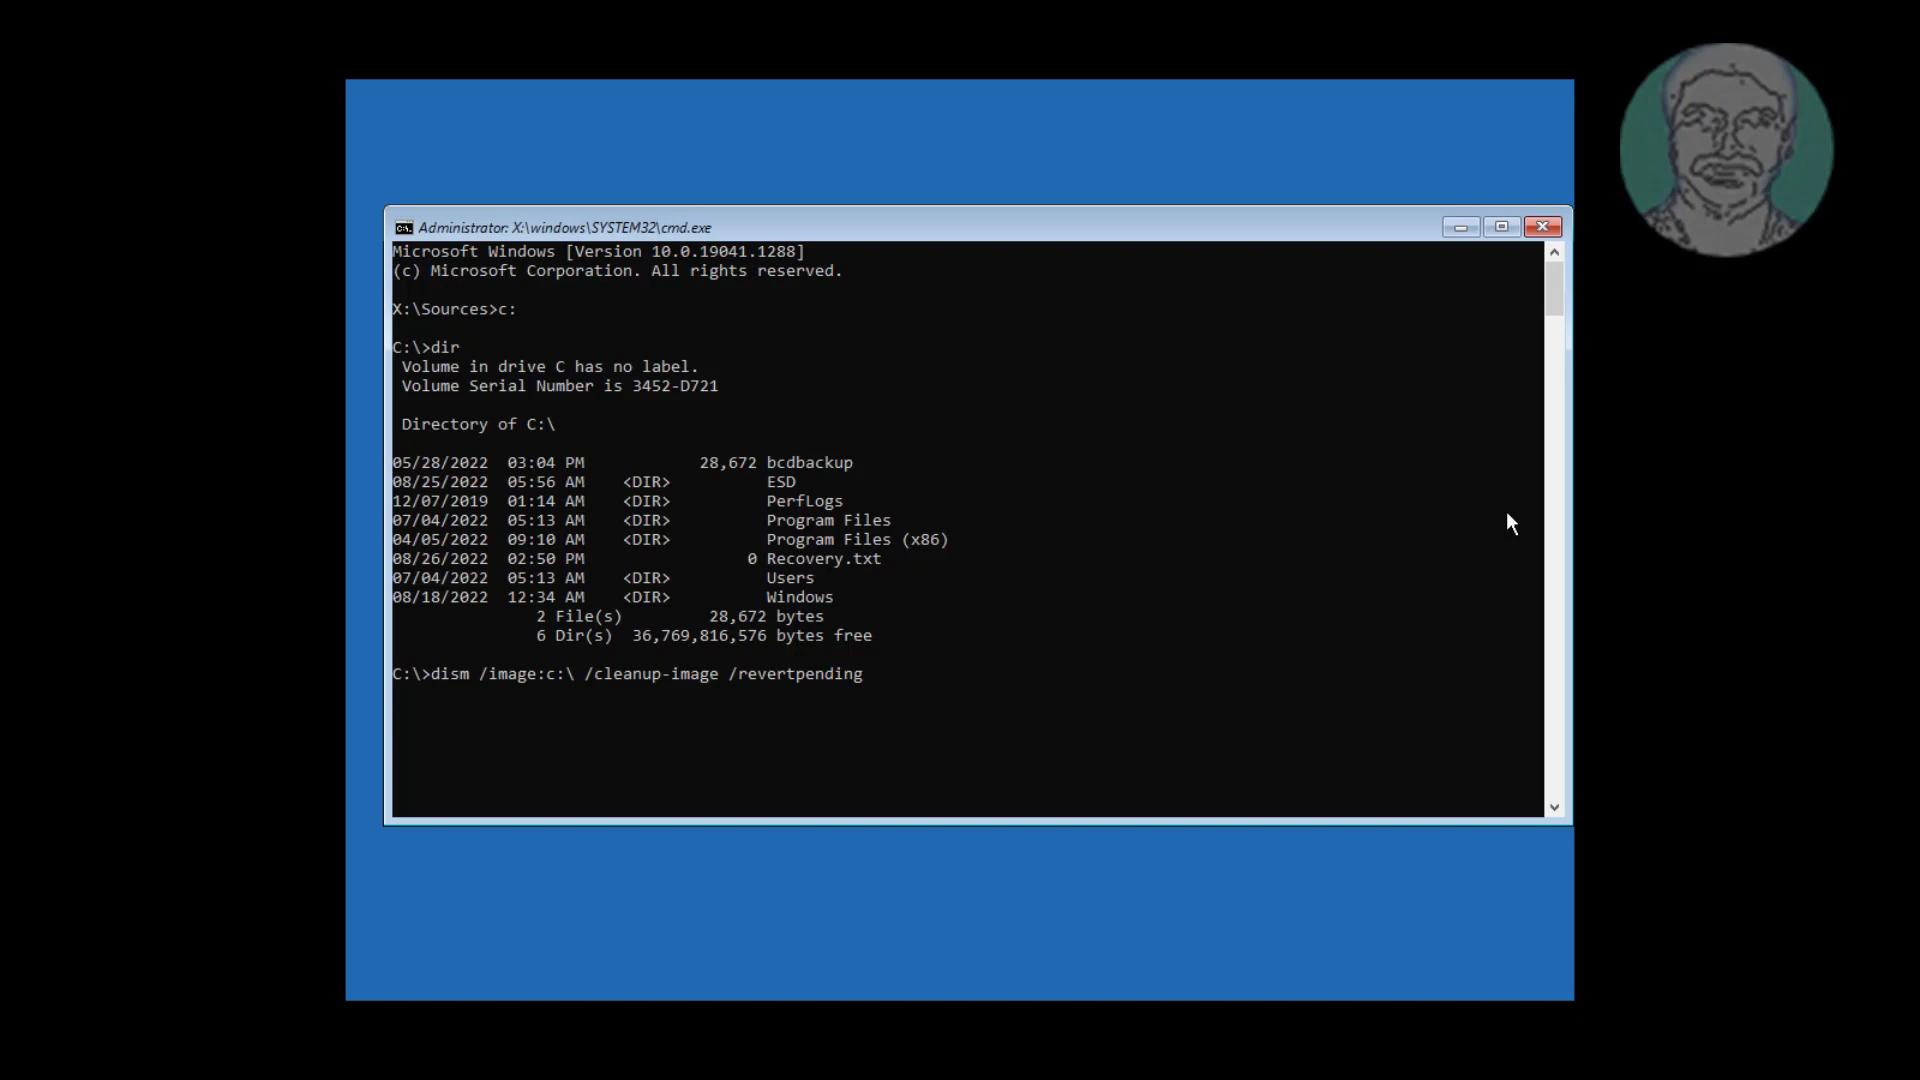 Administrator: X:\windows\SYSTEM32\cmd.exe
Microsoft Windows [Version 10.0.19041.1288]
(c) Microsoft Corporation. All rights reserved.
X:\Sources>c:
C:\>dir
Volume in drive C has no label.
Volume Serial Number is 3452-D721
Directory of C:\
05/28/2022  03:04 PM            28,672 bcdbackup
08/25/2022  05:56 AM    <DIR>          ESD
12/07/2019  01:14 AM    <DIR>          PerfLogs
07/04/2022  05:13 AM    <DIR>          Program Files
04/05/2022  09:10 AM    <DIR>          Program Files (x86)
08/26/2022  02:50 PM                 0 Recovery.txt
07/04/2022  05:13 AM    <DIR>          Users
08/18/2022  12:34 AM    <DIR>          Windows
2 File(s)         28,672 bytes
6 Dir(s)  36,769,816,576 bytes free
C:\>dism /image:c:\ /cleanup-image /revertpending